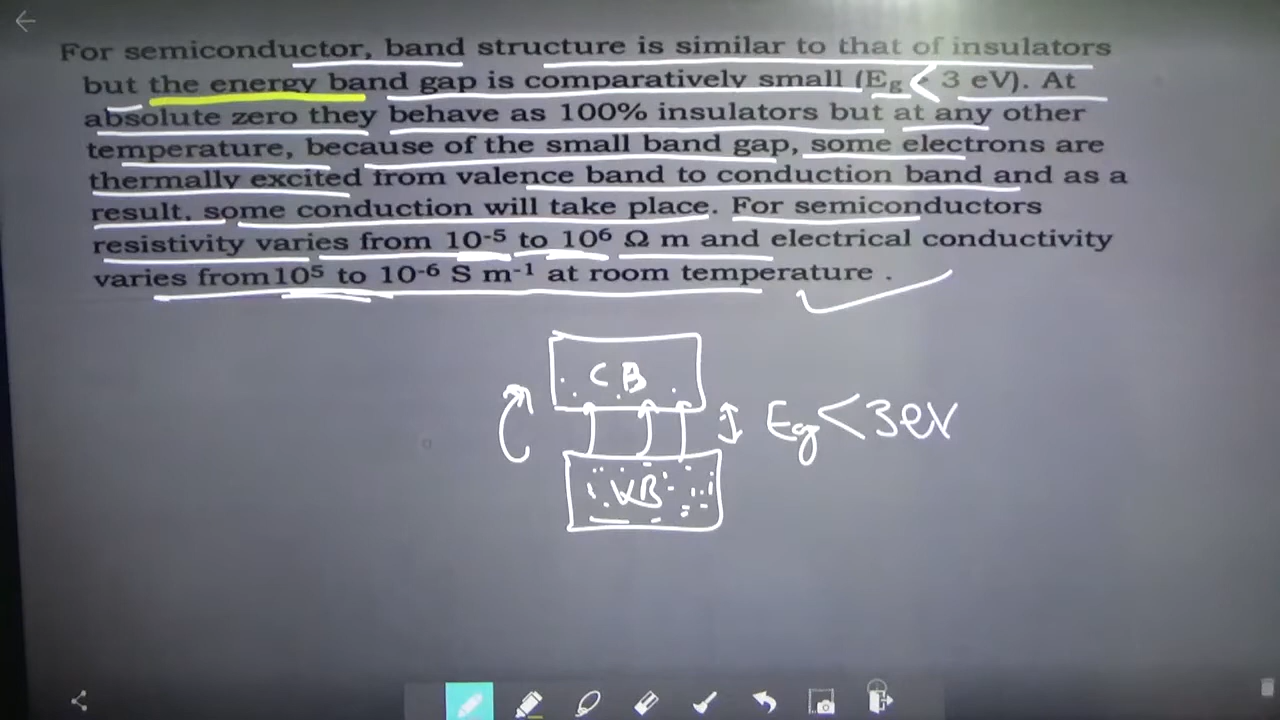 For semiconductor, band structure is similar to that of insulators
but the energy band gap is comparatively small (Eg < 3 eV). At
absolute zero they behave as 100% insulators but at any other
temperature, because of the small band gap, some electrons are
thermally excited from valence band to conduction band and as a
result, some conduction will take place. For semiconductors
resistivity varies from 10-5 to 106 Ω m and electrical conductivity
varies from 105 to 10-6 S m-1 at room temperature .
CB
Eg < 3eV
VB